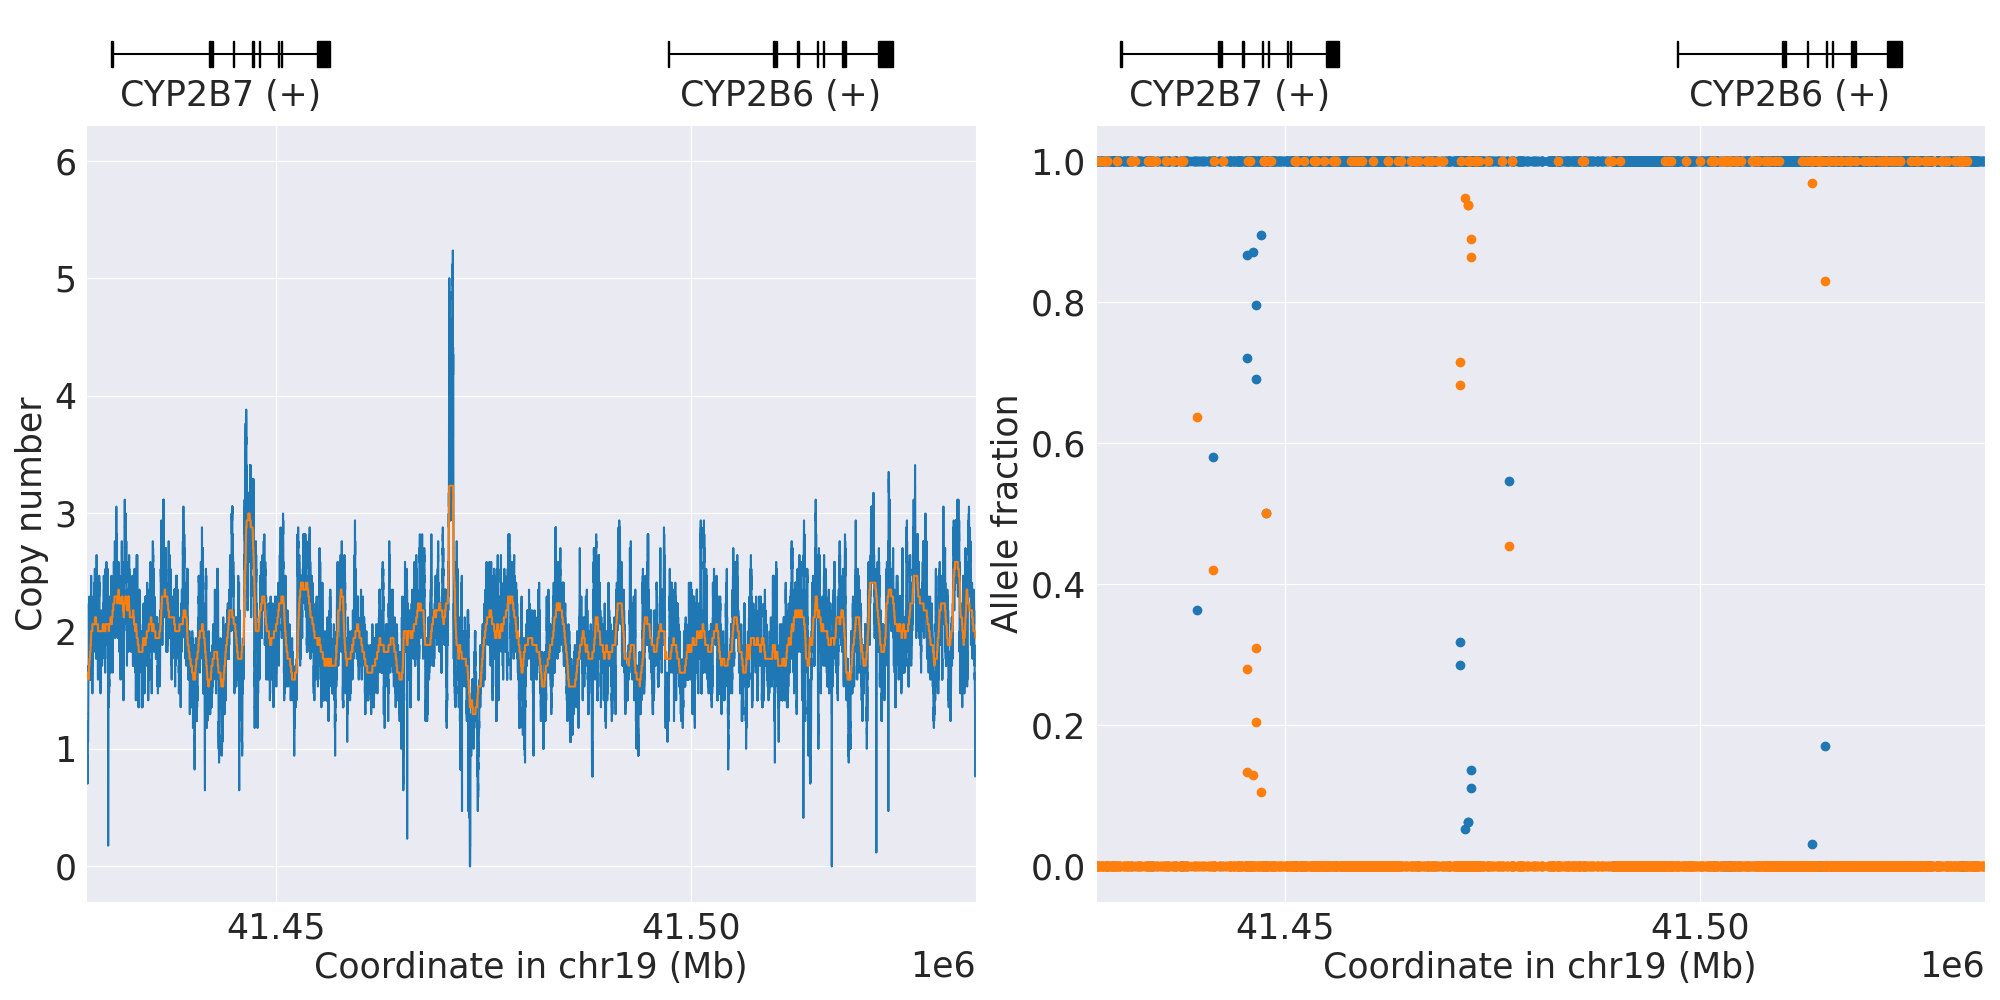 CYP2B7 (+)
CYP2B6 (+)
Copy number
6
5
4
3
2
1
0
41.45
41.50
Coordinate in chr19 (Mb)
1e6
CYP2B7 (+)
CYP2B6 (+)
Allele fraction
1.0
0.8
0.6
0.4
0.2
0.0
41.45
41.50
Coordinate in chr19 (Mb)
1e6